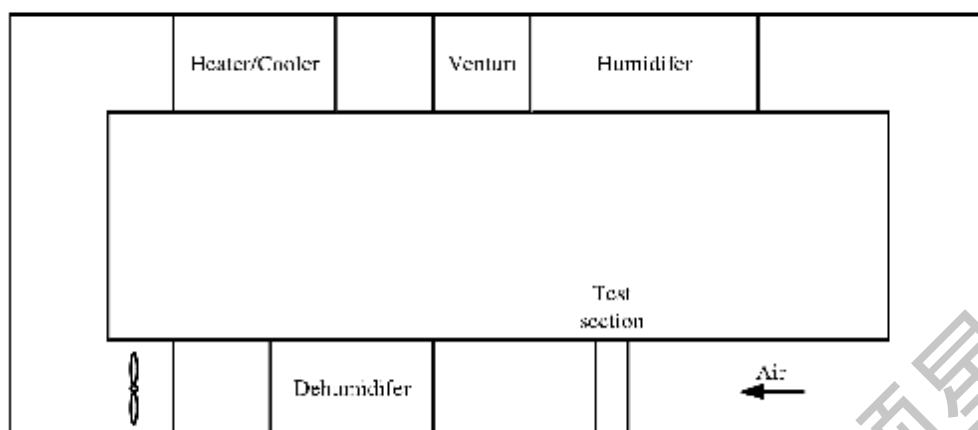 Heater/Cooler
Venturi
Humidifer
Test
section
Dehumidifer
Air